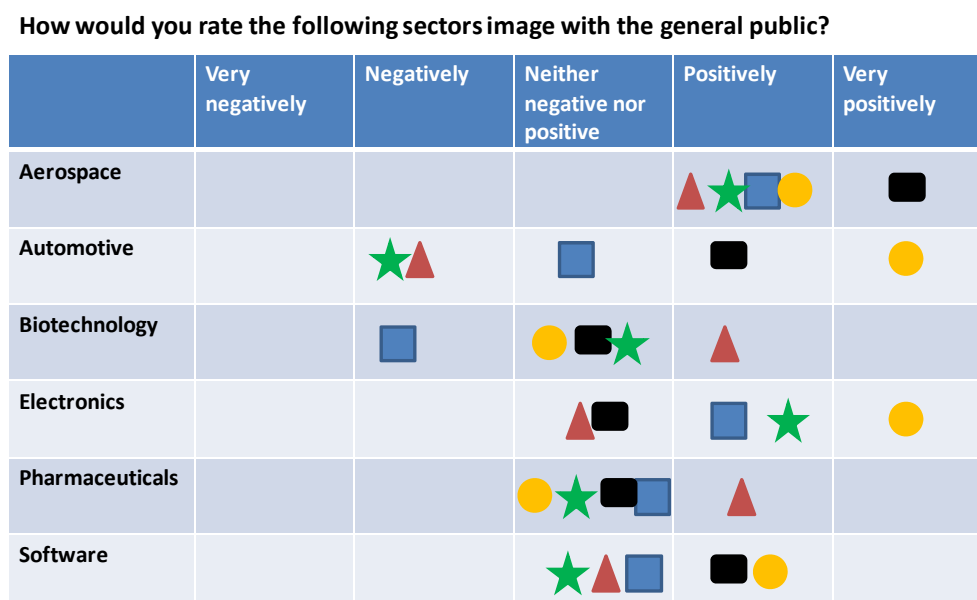 How would you rate the following sectors image with the general public?
Very
negatively
Negatively
Neither
negative nor
positive
Positively
Very
positively
Aerospace
Automotive
Biotechnology
Electronics
Pharmaceuticals
Software